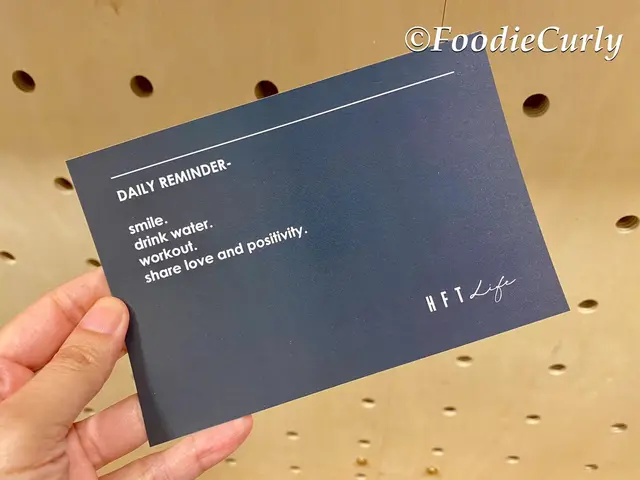 ©FoodieCurly
DAILY REMINDER-
smile.
drink water.
workout.
share love and positivity.
HFT Life